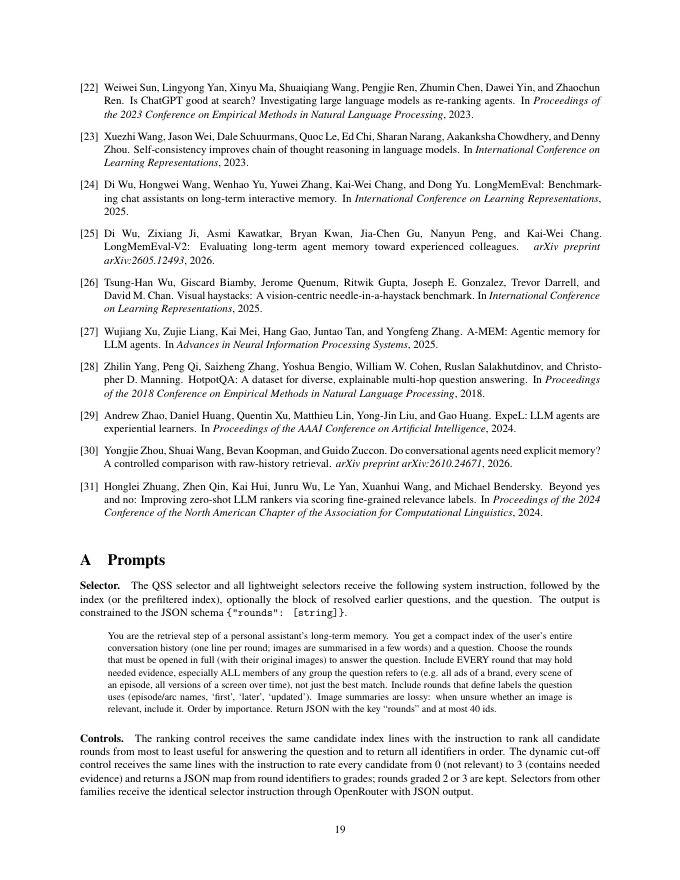 [22] Weiwei Sun, Lingyong Yan, Xinyu Ma, Shuaiqiang Wang, Pengjie Ren, Zhumin Chen, Dawei Yin, and Zhaochun
Ren. Is ChatGPT good at search? Investigating large language models as re-ranking agents. In Proceedings of
the 2023 Conference on Empirical Methods in Natural Language Processing, 2023.
[23] Xuezhi Wang, Jason Wei, Dale Schuurmans, Quoc Le, Ed Chi, Sharan Narang, Aakanksha Chowdhery, and Denny
Zhou. Self-consistency improves chain of thought reasoning in language models. In International Conference on
Learning Representations, 2023.
[24] Di Wu, Hongwei Wang, Wenhao Yu, Yuwei Zhang, Kai-Wei Chang, and Dong Yu. LongMemEval: Benchmark-
ing chat assistants on long-term interactive memory. In International Conference on Learning Representations,
2025.
[25] Di Wu, Zixiang Ji, Asmi Kawatkar, Bryan Kwan, Jia-Chen Gu, Nanyun Peng, and Kai-Wei Chang.
LongMemEval-V2: Evaluating long-term agent memory toward experienced colleagues. arXiv preprint
arXiv:2605.12493, 2026.
[26] Tsung-Han Wu, Giscard Biamby, Jerome Quenum, Ritwik Gupta, Joseph E. Gonzalez, Trevor Darrell, and
David M. Chan. Visual haystacks: A vision-centric needle-in-a-haystack benchmark. In International Conference
on Learning Representations, 2025.
[27] Wujiang Xu, Zujie Liang, Kai Mei, Hang Gao, Juntao Tan, and Yongfeng Zhang. A-MEM: Agentic memory for
LLM agents. In Advances in Neural Information Processing Systems, 2025.
[28] Zhilin Yang, Peng Qi, Saizheng Zhang, Yoshua Bengio, William W. Cohen, Ruslan Salakhutdinov, and Christo-
pher D. Manning. HotpotQA: A dataset for diverse, explainable multi-hop question answering. In Proceedings
of the 2018 Conference on Empirical Methods in Natural Language Processing, 2018.
[29] Andrew Zhao, Daniel Huang, Quentin Xu, Matthieu Lin, Yong-Jin Liu, and Gao Huang. ExpeL: LLM agents are
experiential learners. In Proceedings of the AAAI Conference on Artificial Intelligence, 2024.
[30] Yongjie Zhou, Shuai Wang, Bevan Koopman, and Guido Zuccon. Do conversational agents need explicit memory?
A controlled comparison with raw-history retrieval. arXiv preprint arXiv:2610.24671, 2026.
[31] Honglei Zhuang, Zhen Qin, Kai Hui, Junru Wu, Le Yan, Xuanhui Wang, and Michael Bendersky. Beyond yes
and no: Improving zero-shot LLM rankers via scoring fine-grained relevance labels. In Proceedings of the 2024
Conference of the North American Chapter of the Association for Computational Linguistics, 2024.
A Prompts
Selector. The QSS selector and all lightweight selectors receive the following system instruction, followed by the
index (or the prefiltered index), optionally the block of resolved earlier questions, and the question. The output is
constrained to the JSON schema {"rounds": [string]}.
You are the retrieval step of a personal assistant's long-term memory. You get a compact index of the user's entire
conversation history (one line per round; images are summarised in a few words) and a question. Choose the rounds
that must be opened in full (with their original images) to answer the question. Include EVERY round that may hold
needed evidence, especially ALL members of any group the question refers to (e.g. all ads of a brand, every scene of
an episode, all versions of a screen over time), not just the best match. Include rounds that define labels the question
uses (episode/arc names, 'first', 'later', 'updated'). Image summaries are lossy: when unsure whether an image is
relevant, include it. Order by importance. Return JSON with the key "rounds" and at most 40 ids.
Controls. The ranking control receives the same candidate index lines with the instruction to rank all candidate
rounds from most to least useful for answering the question and to return all identifiers in order. The dynamic cut-off
control receives the same lines with the instruction to rate every candidate from 0 (not relevant) to 3 (contains needed
evidence) and returns a JSON map from round identifiers to grades; rounds graded 2 or 3 are kept. Selectors from other
families receive the identical selector instruction through OpenRouter with JSON output.
19